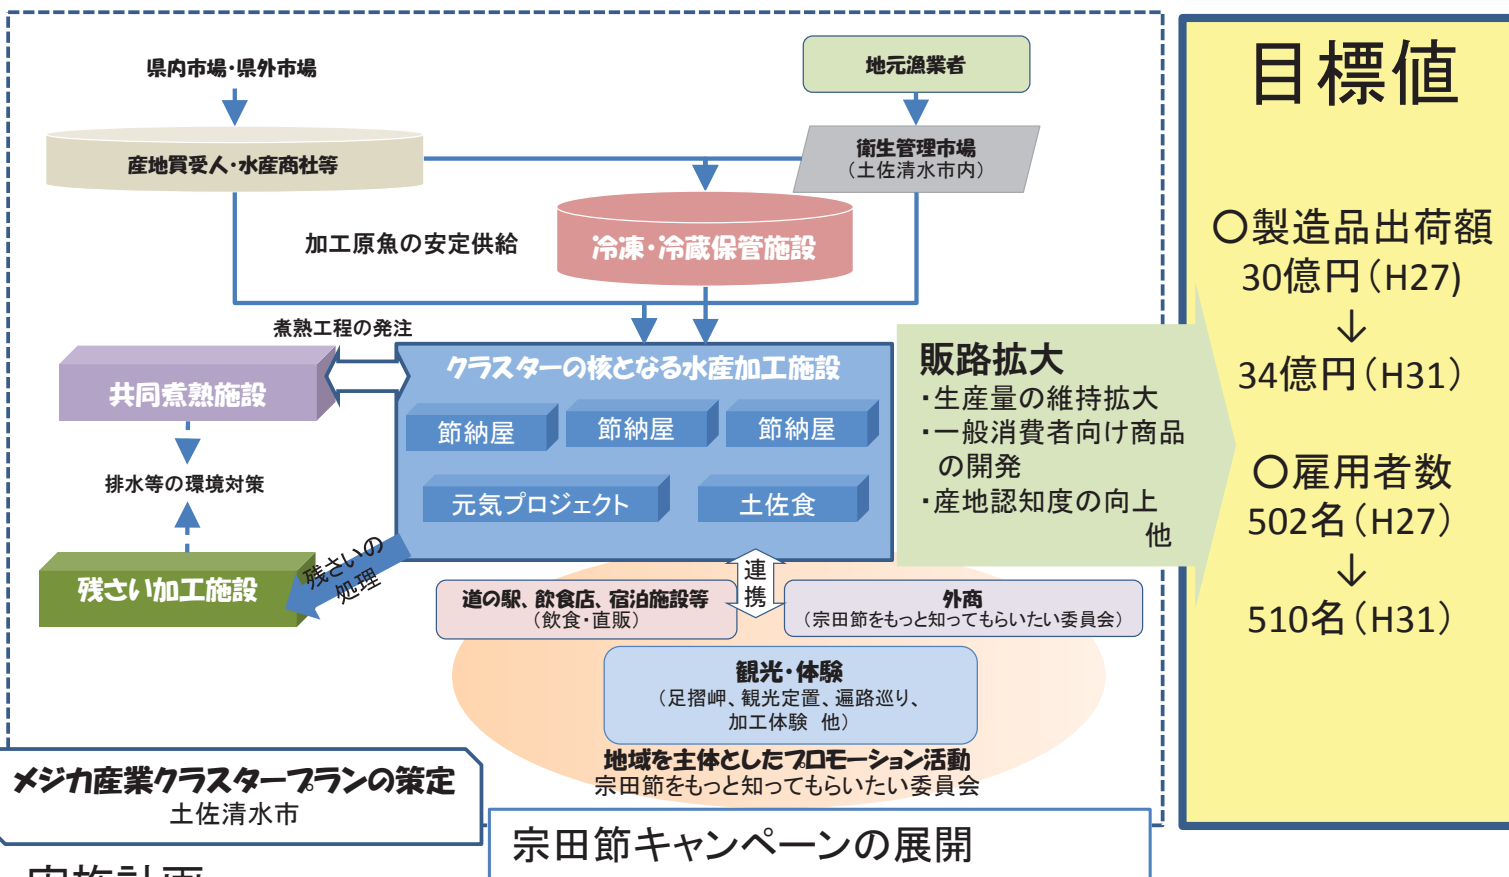 県内市場・県外市場
地元漁業者
産地買受人・水産商社等
衛生管理市場
（土佐清水市内）
加工原魚の安定供給
冷凍・冷蔵保管施設
煮熟工程の発注
共同煮熟施設
クラスターの核となる水産加工施設
節納屋
節納屋
節納屋
元気プロジェクト
土佐食
排水等の環境対策
残さい加工施設
残さいの
処理
販路拡大
・生産量の維持拡大
・一般消費者向け商品
の開発
・産地認知度の向上
他
連
携
道の駅、飲食店、宿泊施設等
（飲食・直販）
外商
（宗田節をもっと知ってもらいたい委員会）
観光・体験
（足摺岬、観光定置、遍路巡り、
加工体験　他）
地域を主体としたプロモーション活動
宗田節をもっと知ってもらいたい委員会
メジカ産業クラスタープランの策定
土佐清水市
宗田節キャンペーンの展開
目標値
○製造品出荷額
30億円（H27)
↓
34億円（H31）
○雇用者数
502名（H27）
↓
510名（H31）